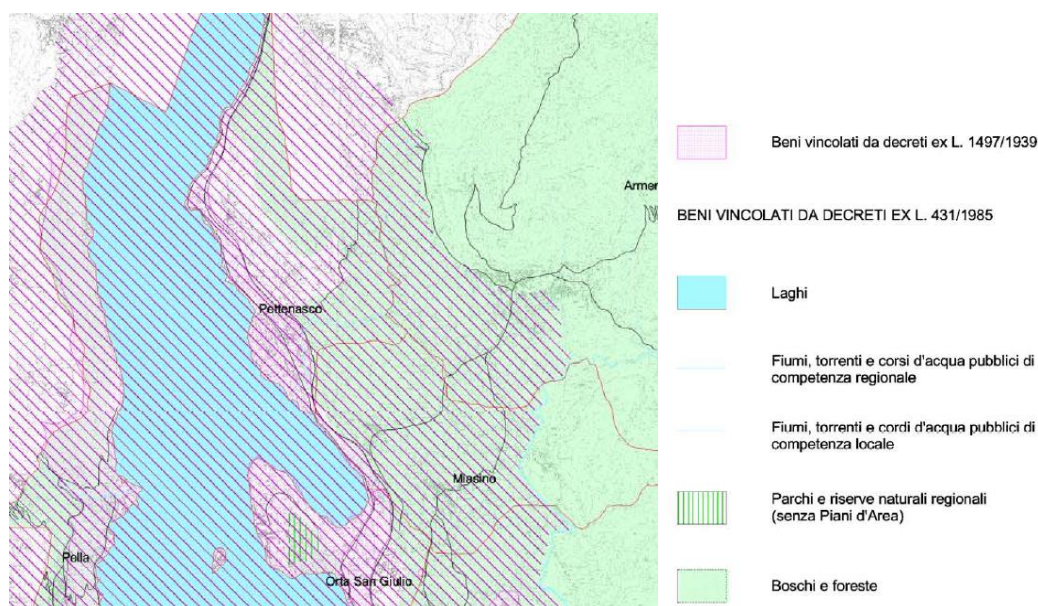 Armen
Pettenasco
Miasino
Pella
Orta San Giulio
Beni vincolati da decreti ex L. 1497/1939
BENI VINCOLATI DA DECRETI EX L. 431/1985
Laghi
Fiumi, torrenti e corsi d'acqua pubblici di
competenza regionale
Fiumi, torrenti e cordi d'acqua pubblici di
competenza locale
Parchi e riserve naturali regionali
(senza Piani d'Area)
Boschi e foreste